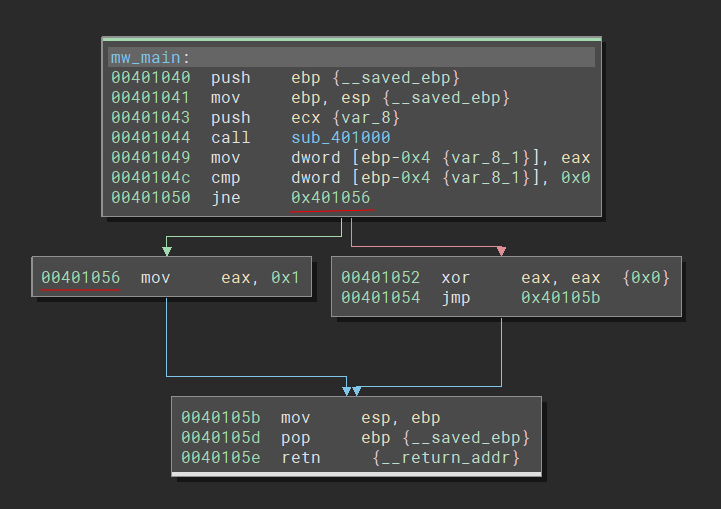 mw_main:
00401040 push ebp {__saved_ebp}
00401041 mov ebp, esp {__saved_ebp}
00401043 push ecx {var_8}
00401044 call sub_401000
00401049 mov dword [ebp-0x4 {var_8_1}], eax
0040104c cmp dword [ebp-0x4 {var_8_1}], 0x0
00401050 jne 0x401056
00401056 mov eax, 0x1
00401052 xor eax, eax {0x0}
00401054 jmp 0x40105b
0040105b mov esp, ebp
0040105d pop ebp {__saved_ebp}
0040105e retn {__return_addr}